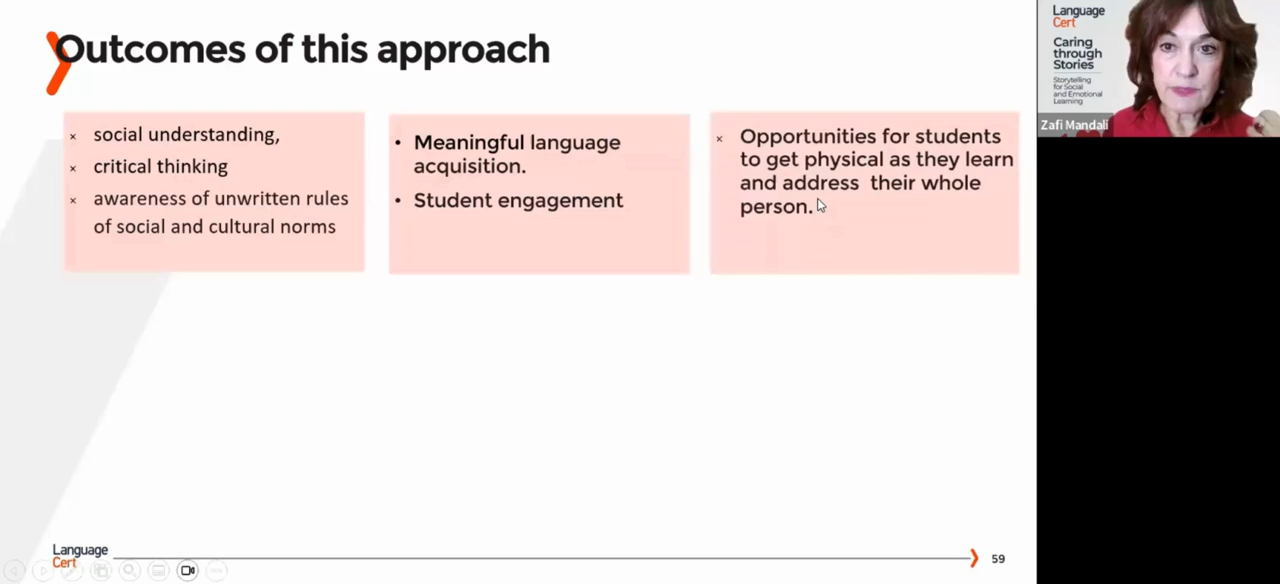 Outcomes of this approach
× social understanding,
× critical thinking
× awareness of unwritten rules
of social and cultural norms
• Meaningful language
acquisition.
• Student engagement
× Opportunities for students
to get physical as they learn
and address  their whole
person.
Language
Cert
59
Language
Cert
Caring
through
Stories
Storytelling
for Social
and Emotional
Learning
Zafi Mandali